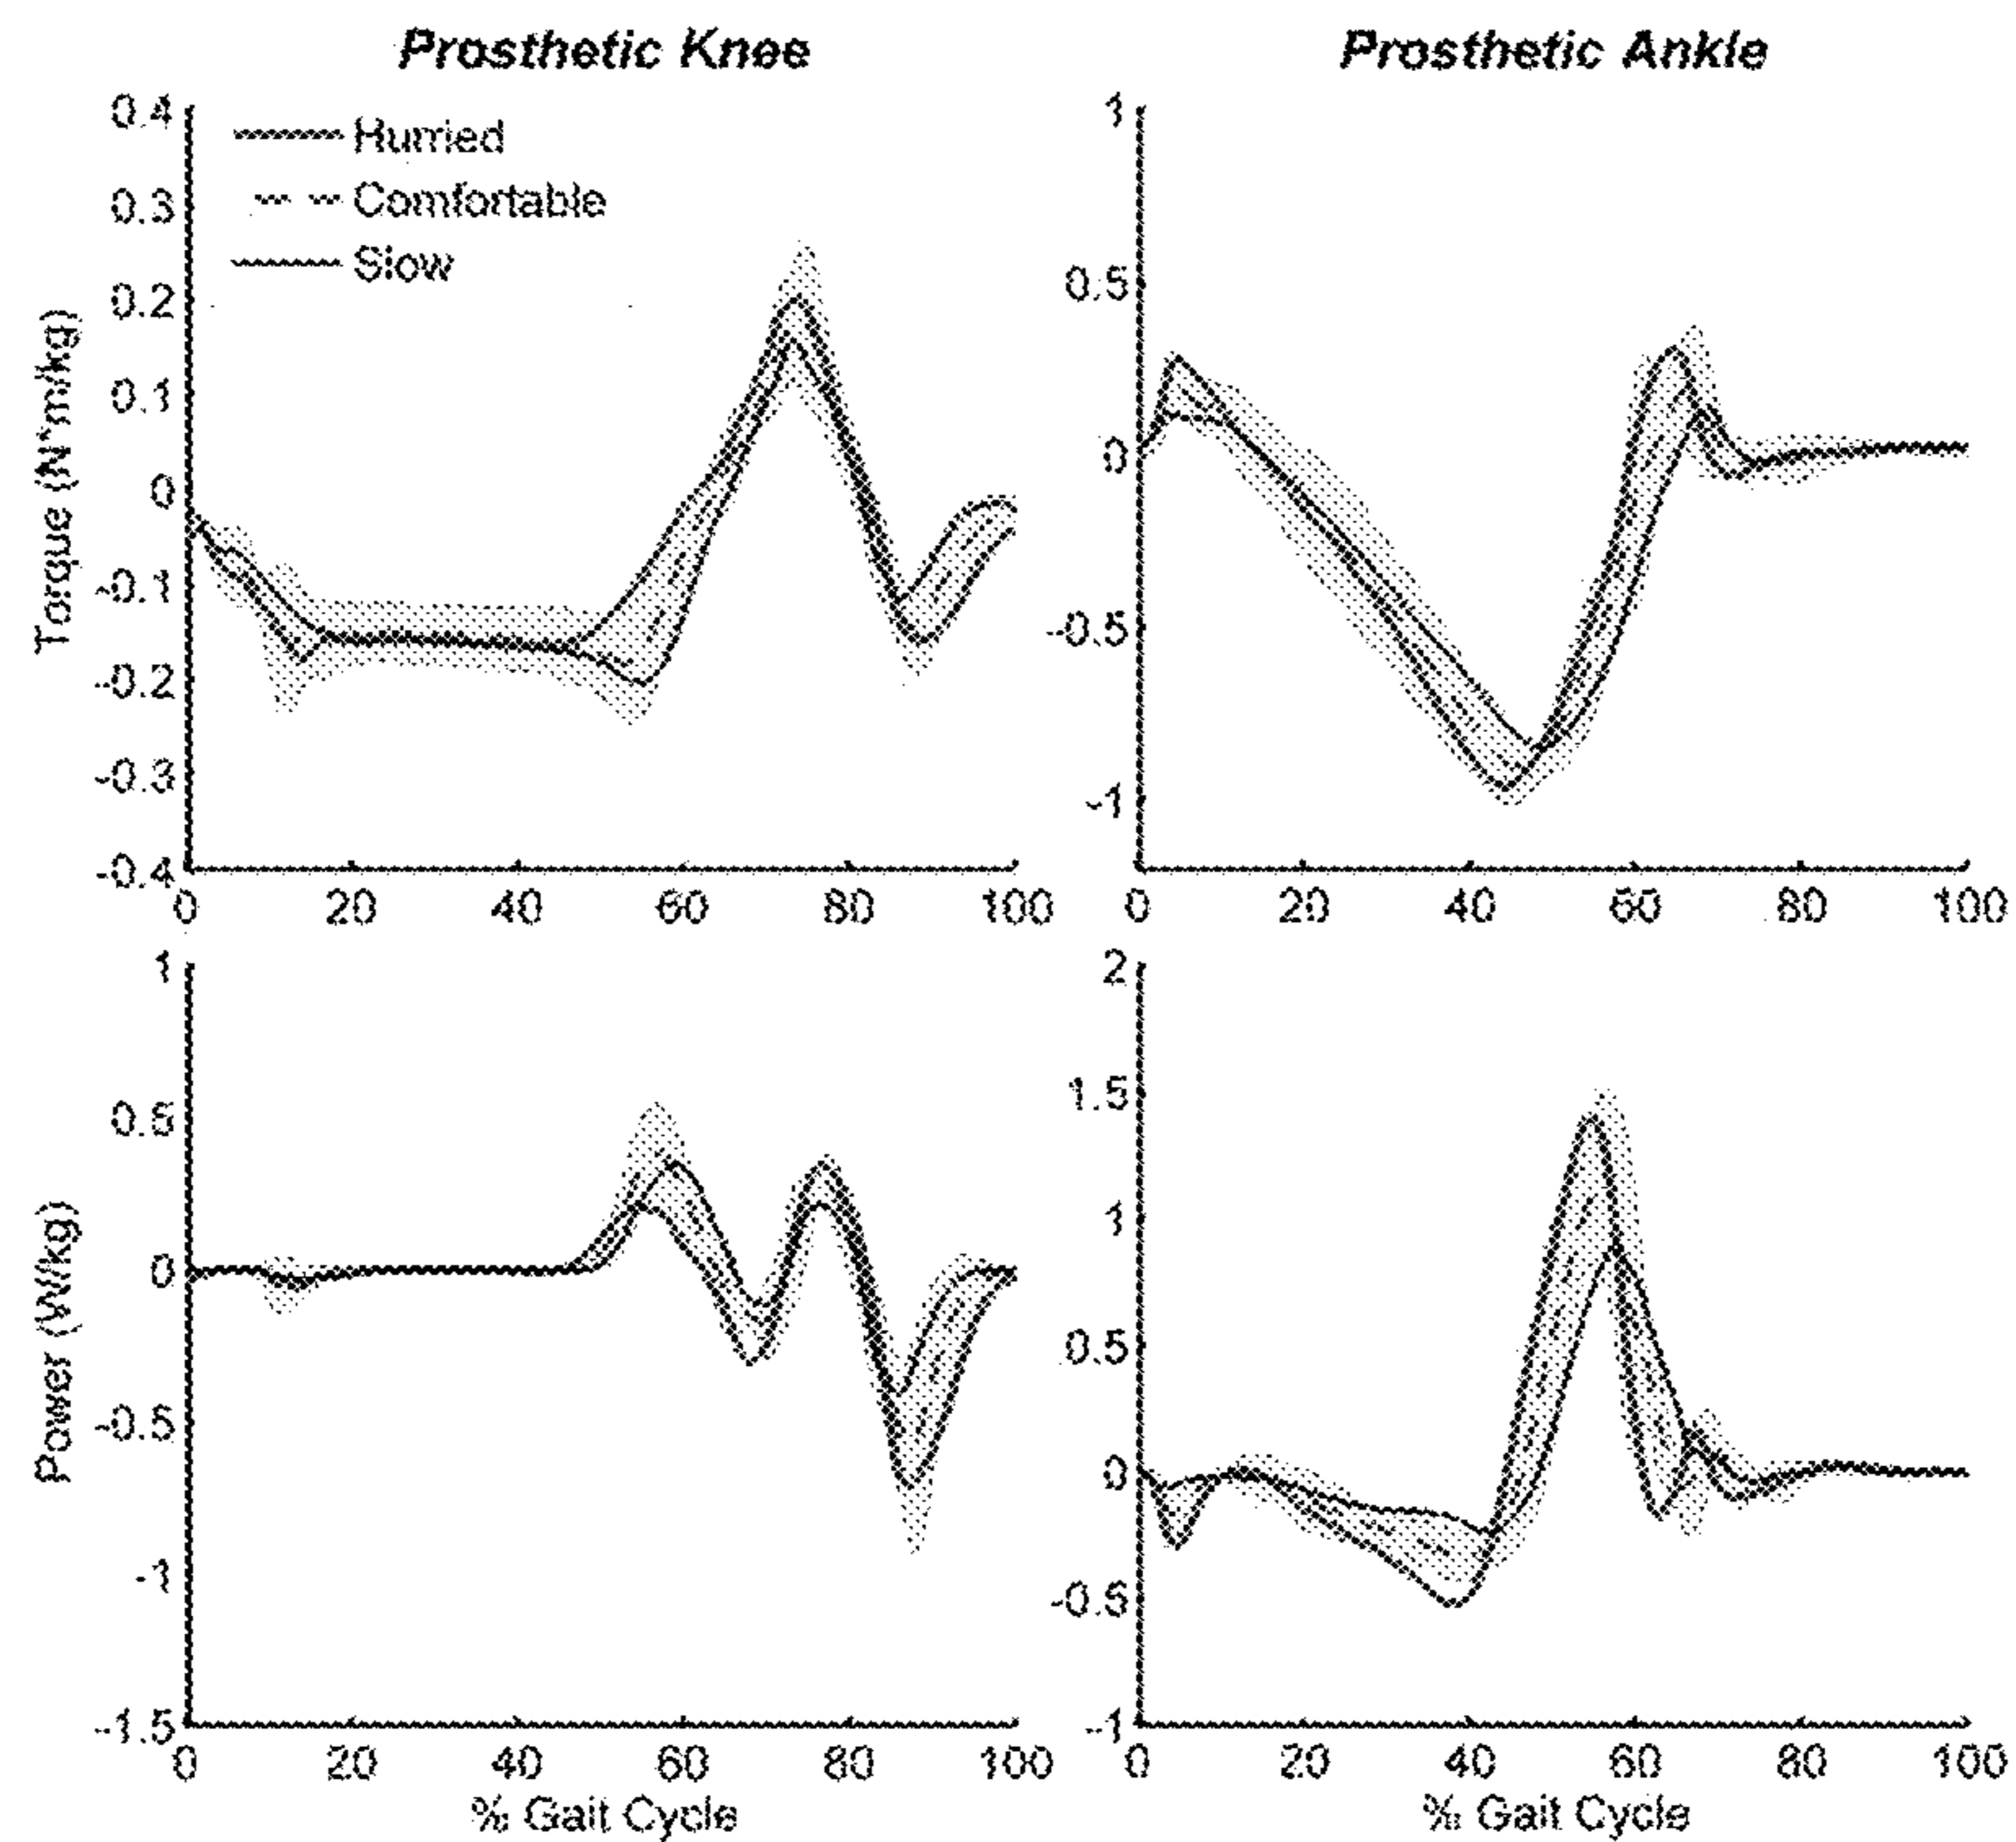 Prosthetic Knee
Prosthetic Ankle
0.4
0.3
0.2
0.1
0
-0.1
-0.2
-0.3
-0.4
Torque (N*m/kg)
Hurried
Comfortable
Slow
0 20 40 60 80 100
1
0.5
0
-0.5
-1
0 20 40 60 80 100
1
0.5
0
-0.5
-1
-1.5
Power (W/kg)
0 20 40 60 80 100
% Gait Cycle
2
1.5
1
0.5
0
-0.5
-1
0 20 40 60 80 100
% Gait Cycle